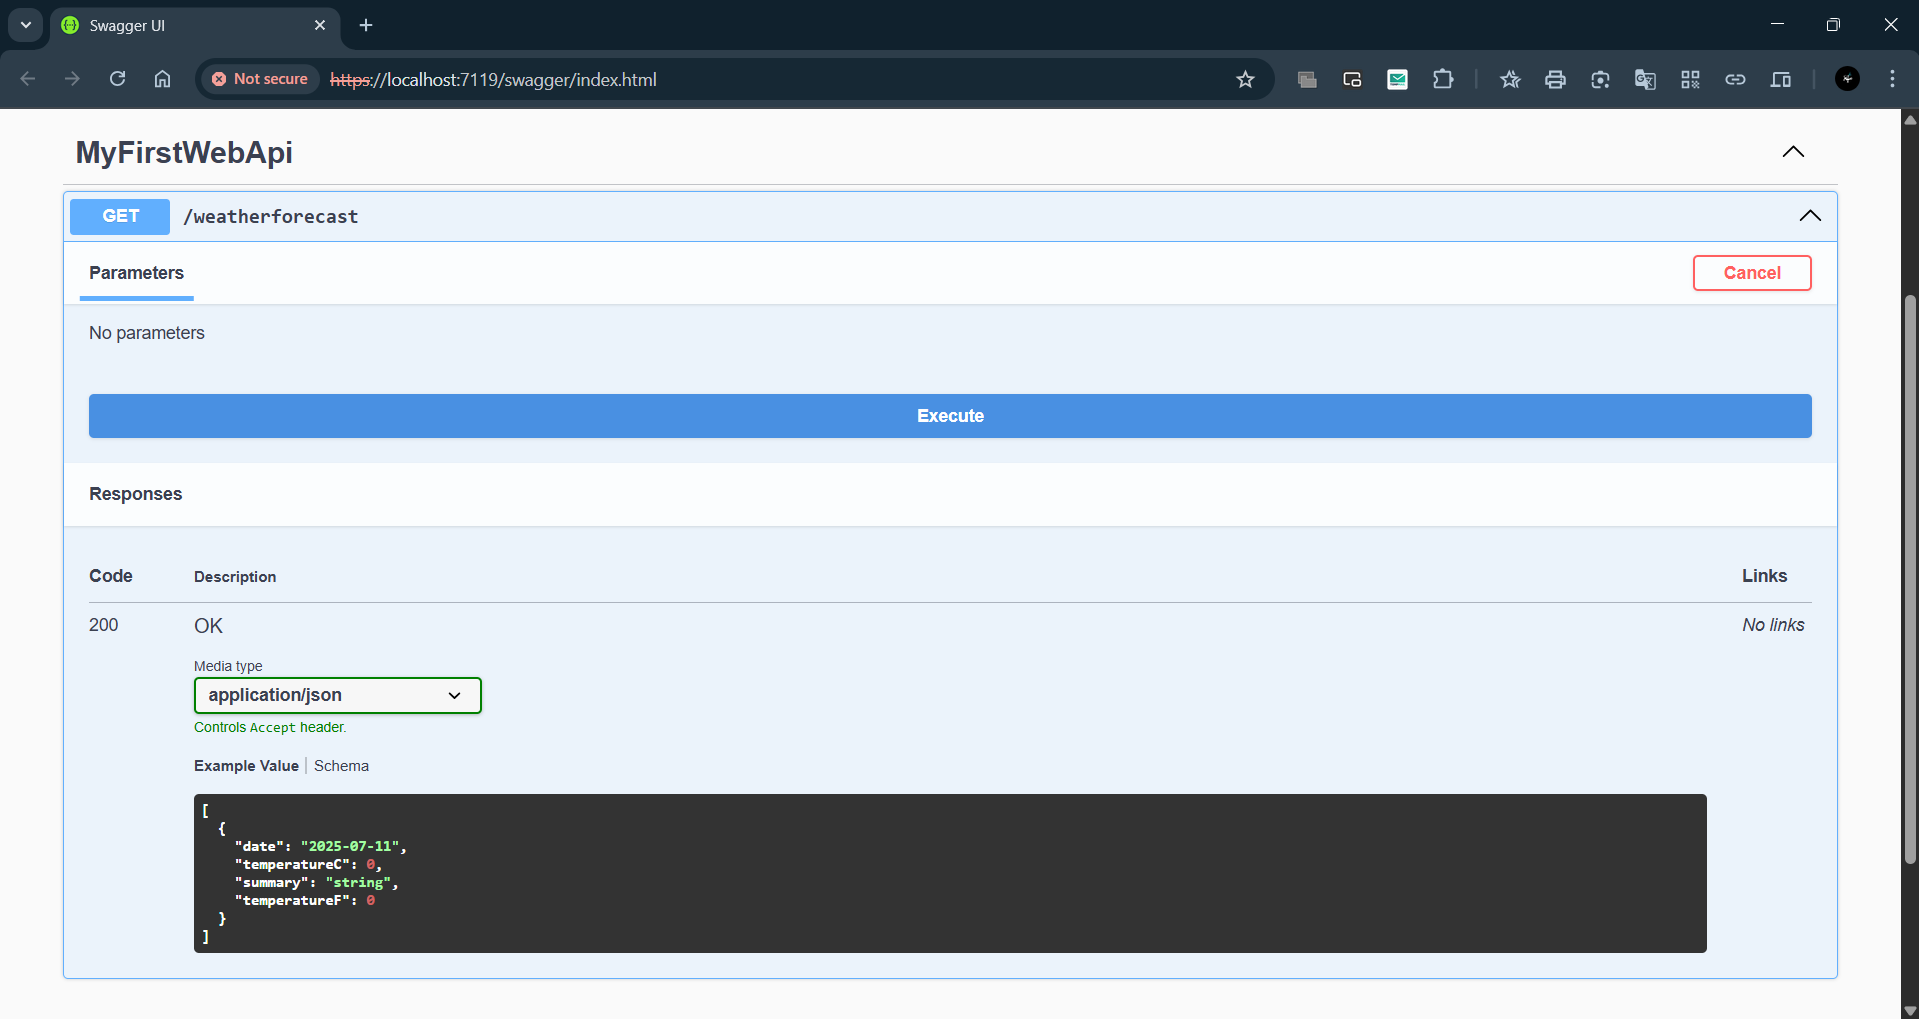 Swagger UI
Not secure
https://localhost:7119/swagger/index.html
MyFirstWebApi
GET /weatherforecast
Parameters
Cancel
No parameters
Execute
Responses
Code Description Links
200 OK No links
Media type
application/json
Controls Accept header.
Example Value Schema
[
{
"date": "2025-07-11",
"temperatureC": 0,
"summary": "string",
"temperatureF": 0
}
]